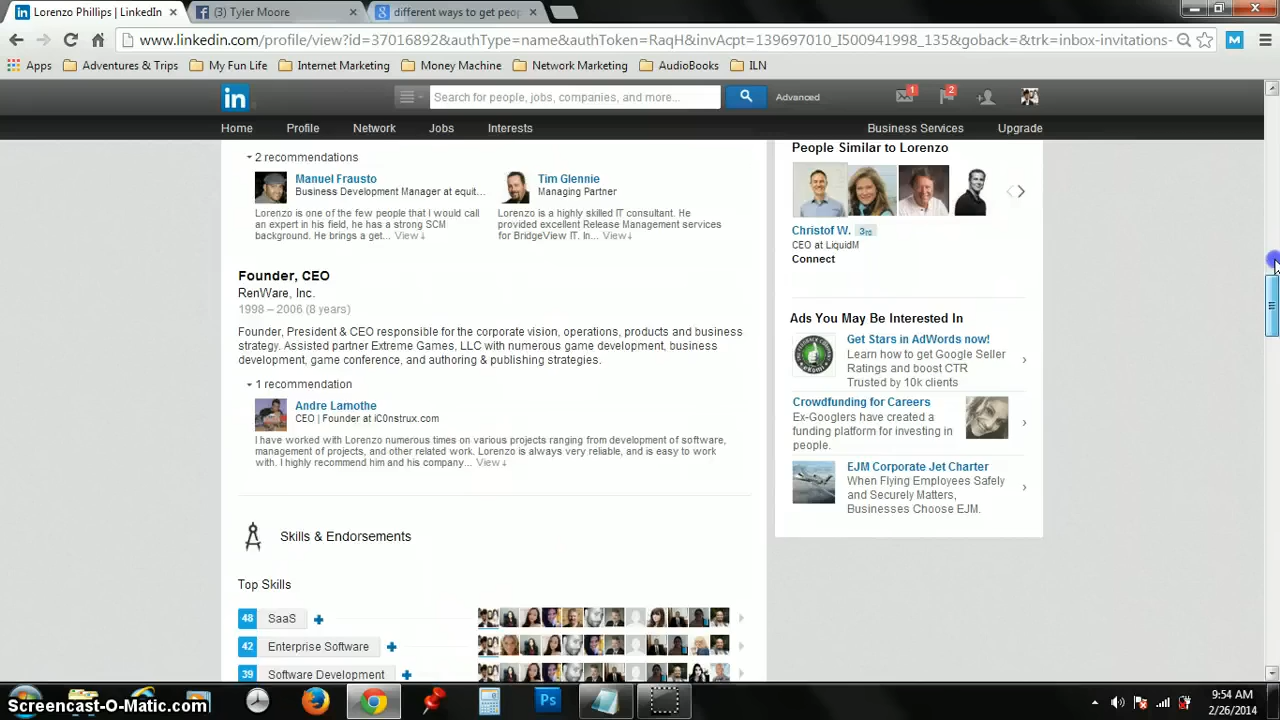 Lorenzo Phillips | LinkedIn
(3) Tyler Moore
different ways to get peop
www.linkedin.com/profile/view?id=37016892&authType=name&authToken=RaqH&invAcpt=139697010_I500941998_135&goback=&trk=inbox-invitations-
Apps
Adventures & Trips
My Fun Life
Internet Marketing
Money Machine
Network Marketing
AudioBooks
ILN
in
Search for people, jobs, companies, and more...
Advanced
1
2
Home
Profile
Network
Jobs
Interests
Business Services
Upgrade
2 recommendations
Manuel Frausto
Business Development Manager at equit...
Lorenzo is one of the few people that I would call
an expert in his field, he has a strong SCM
background. He brings a get... View↓
Tim Glennie
Managing Partner
Lorenzo is a highly skilled IT consultant. He
provided excellent Release Management services
for BridgeView IT. In... View↓
Founder, CEO
RenWare, Inc.
1998 – 2006 (8 years)
Founder, President & CEO responsible for the corporate vision, operations, products and business
strategy. Assisted partner Extreme Games, LLC with numerous game development, business
development, game conference, and authoring & publishing strategies.
1 recommendation
Andre Lamothe
CEO | Founder at iC0nstrux.com
I have worked with Lorenzo numerous times on various projects ranging from development of software,
management of projects, and other related work. Lorenzo is always very reliable, and is easy to work
with. I highly recommend him and his company... View↓
Skills & Endorsements
Top Skills
48 SaaS
42 Enterprise Software
39 Software Development
People Similar to Lorenzo
Christof W. 3rd
CEO at LiquidM
Connect
Ads You May Be Interested In
Get Stars in AdWords now!
Learn how to get Google Seller
Ratings and boost CTR
Trusted by 10k clients
Crowdfunding for Careers
Ex-Googlers have created a
funding platform for investing in
people.
EJM Corporate Jet Charter
When Flying Employees Safely
and Securely Matters,
Businesses Choose EJM.
Screencast-O-Matic.com
Ps
9:54 AM
2/26/2014